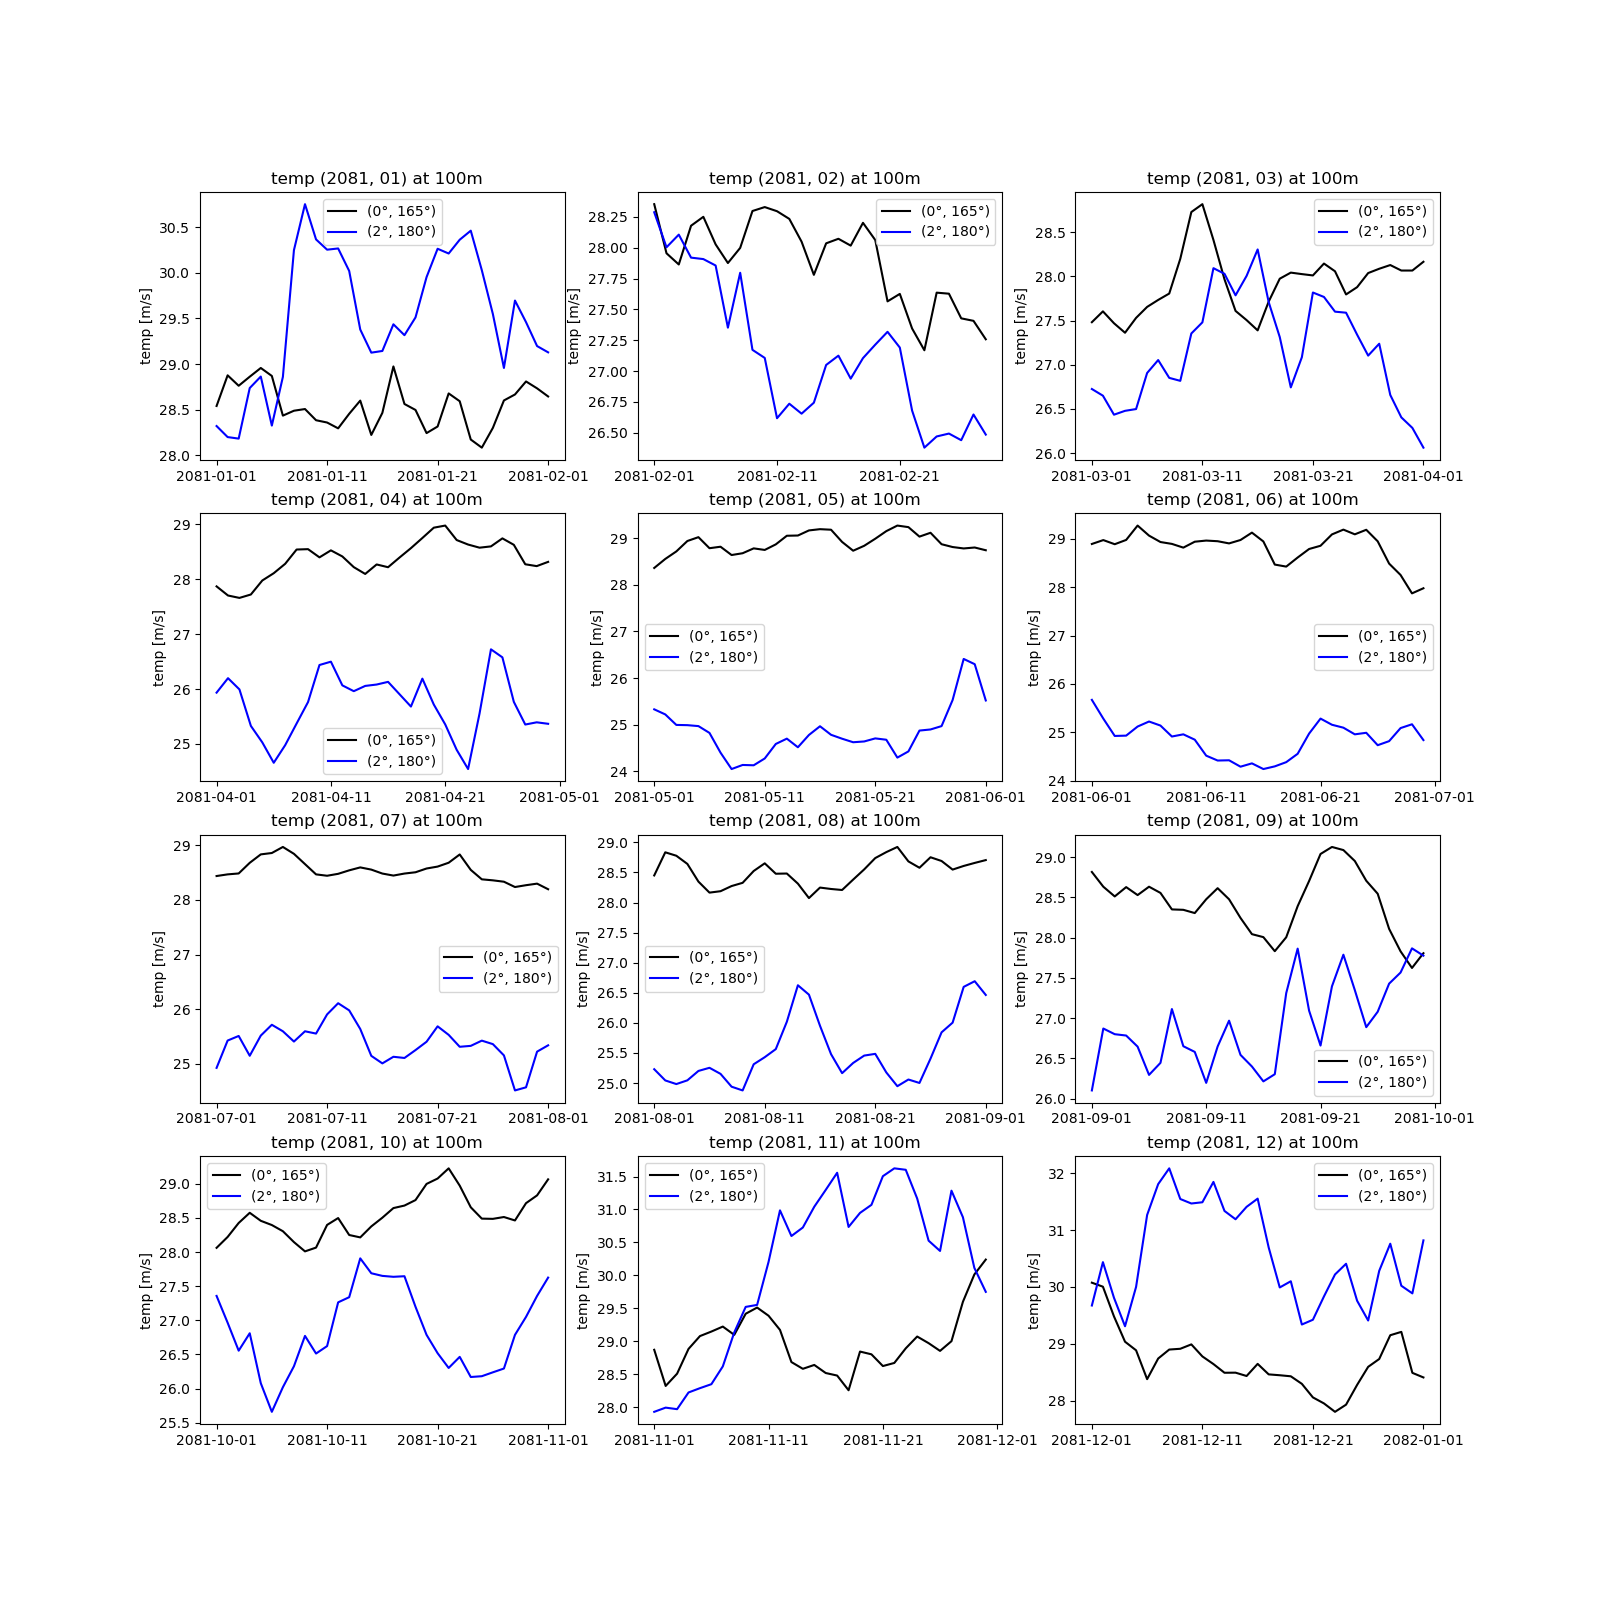 temp (2081, 01) at 100m
temp [m/s]
30.5
30.0
29.5
29.0
28.5
28.0
(0°, 165°)
(2°, 180°)
2081-01-01 2081-01-11 2081-01-21 2081-02-01
temp (2081, 02) at 100m
temp [m/s]
28.25
28.00
27.75
27.50
27.25
27.00
26.75
26.50
(0°, 165°)
(2°, 180°)
2081-02-01 2081-02-11 2081-02-21
temp (2081, 03) at 100m
temp [m/s]
28.5
28.0
27.5
27.0
26.5
26.0
(0°, 165°)
(2°, 180°)
2081-03-01 2081-03-11 2081-03-21 2081-04-01
temp (2081, 04) at 100m
temp [m/s]
29
28
27
26
25
(0°, 165°)
(2°, 180°)
2081-04-01 2081-04-11 2081-04-21 2081-05-01
temp (2081, 05) at 100m
temp [m/s]
29
28
27
26
25
24
(0°, 165°)
(2°, 180°)
2081-05-01 2081-05-11 2081-05-21 2081-06-01
temp (2081, 06) at 100m
temp [m/s]
29
28
27
26
25
24
(0°, 165°)
(2°, 180°)
2081-06-01 2081-06-11 2081-06-21 2081-07-01
temp (2081, 07) at 100m
temp [m/s]
29
28
27
26
25
(0°, 165°)
(2°, 180°)
2081-07-01 2081-07-11 2081-07-21 2081-08-01
temp (2081, 08) at 100m
temp [m/s]
29.0
28.5
28.0
27.5
27.0
26.5
26.0
25.5
25.0
(0°, 165°)
(2°, 180°)
2081-08-01 2081-08-11 2081-08-21 2081-09-01
temp (2081, 09) at 100m
temp [m/s]
29.0
28.5
28.0
27.5
27.0
26.5
26.0
(0°, 165°)
(2°, 180°)
2081-09-01 2081-09-11 2081-09-21 2081-10-01
temp (2081, 10) at 100m
temp [m/s]
29.0
28.5
28.0
27.5
27.0
26.5
26.0
25.5
(0°, 165°)
(2°, 180°)
2081-10-01 2081-10-11 2081-10-21 2081-11-01
temp (2081, 11) at 100m
temp [m/s]
31.5
31.0
30.5
30.0
29.5
29.0
28.5
28.0
(0°, 165°)
(2°, 180°)
2081-11-01 2081-11-11 2081-11-21 2081-12-01
temp (2081, 12) at 100m
temp [m/s]
32
31
30
29
28
(0°, 165°)
(2°, 180°)
2081-12-01 2081-12-11 2081-12-21 2082-01-01